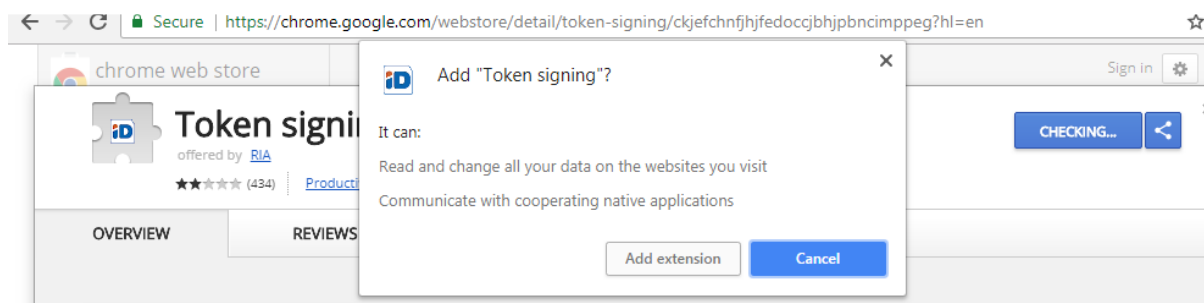 Secure | https://chrome.google.com/webstore/detail/token-signing/ckjefchnfjhjfedoccjbhjpbncimppeg?hl=en
chrome web store
Sign in
iD
Add "Token signing"?
iD
Token signi
CHECKING...
It can:
offered by RIA
Read and change all your data on the websites you visit
(434)
Producti
Communicate with cooperating native applications
OVERVIEW
REVIEWS
Add extension
Cancel